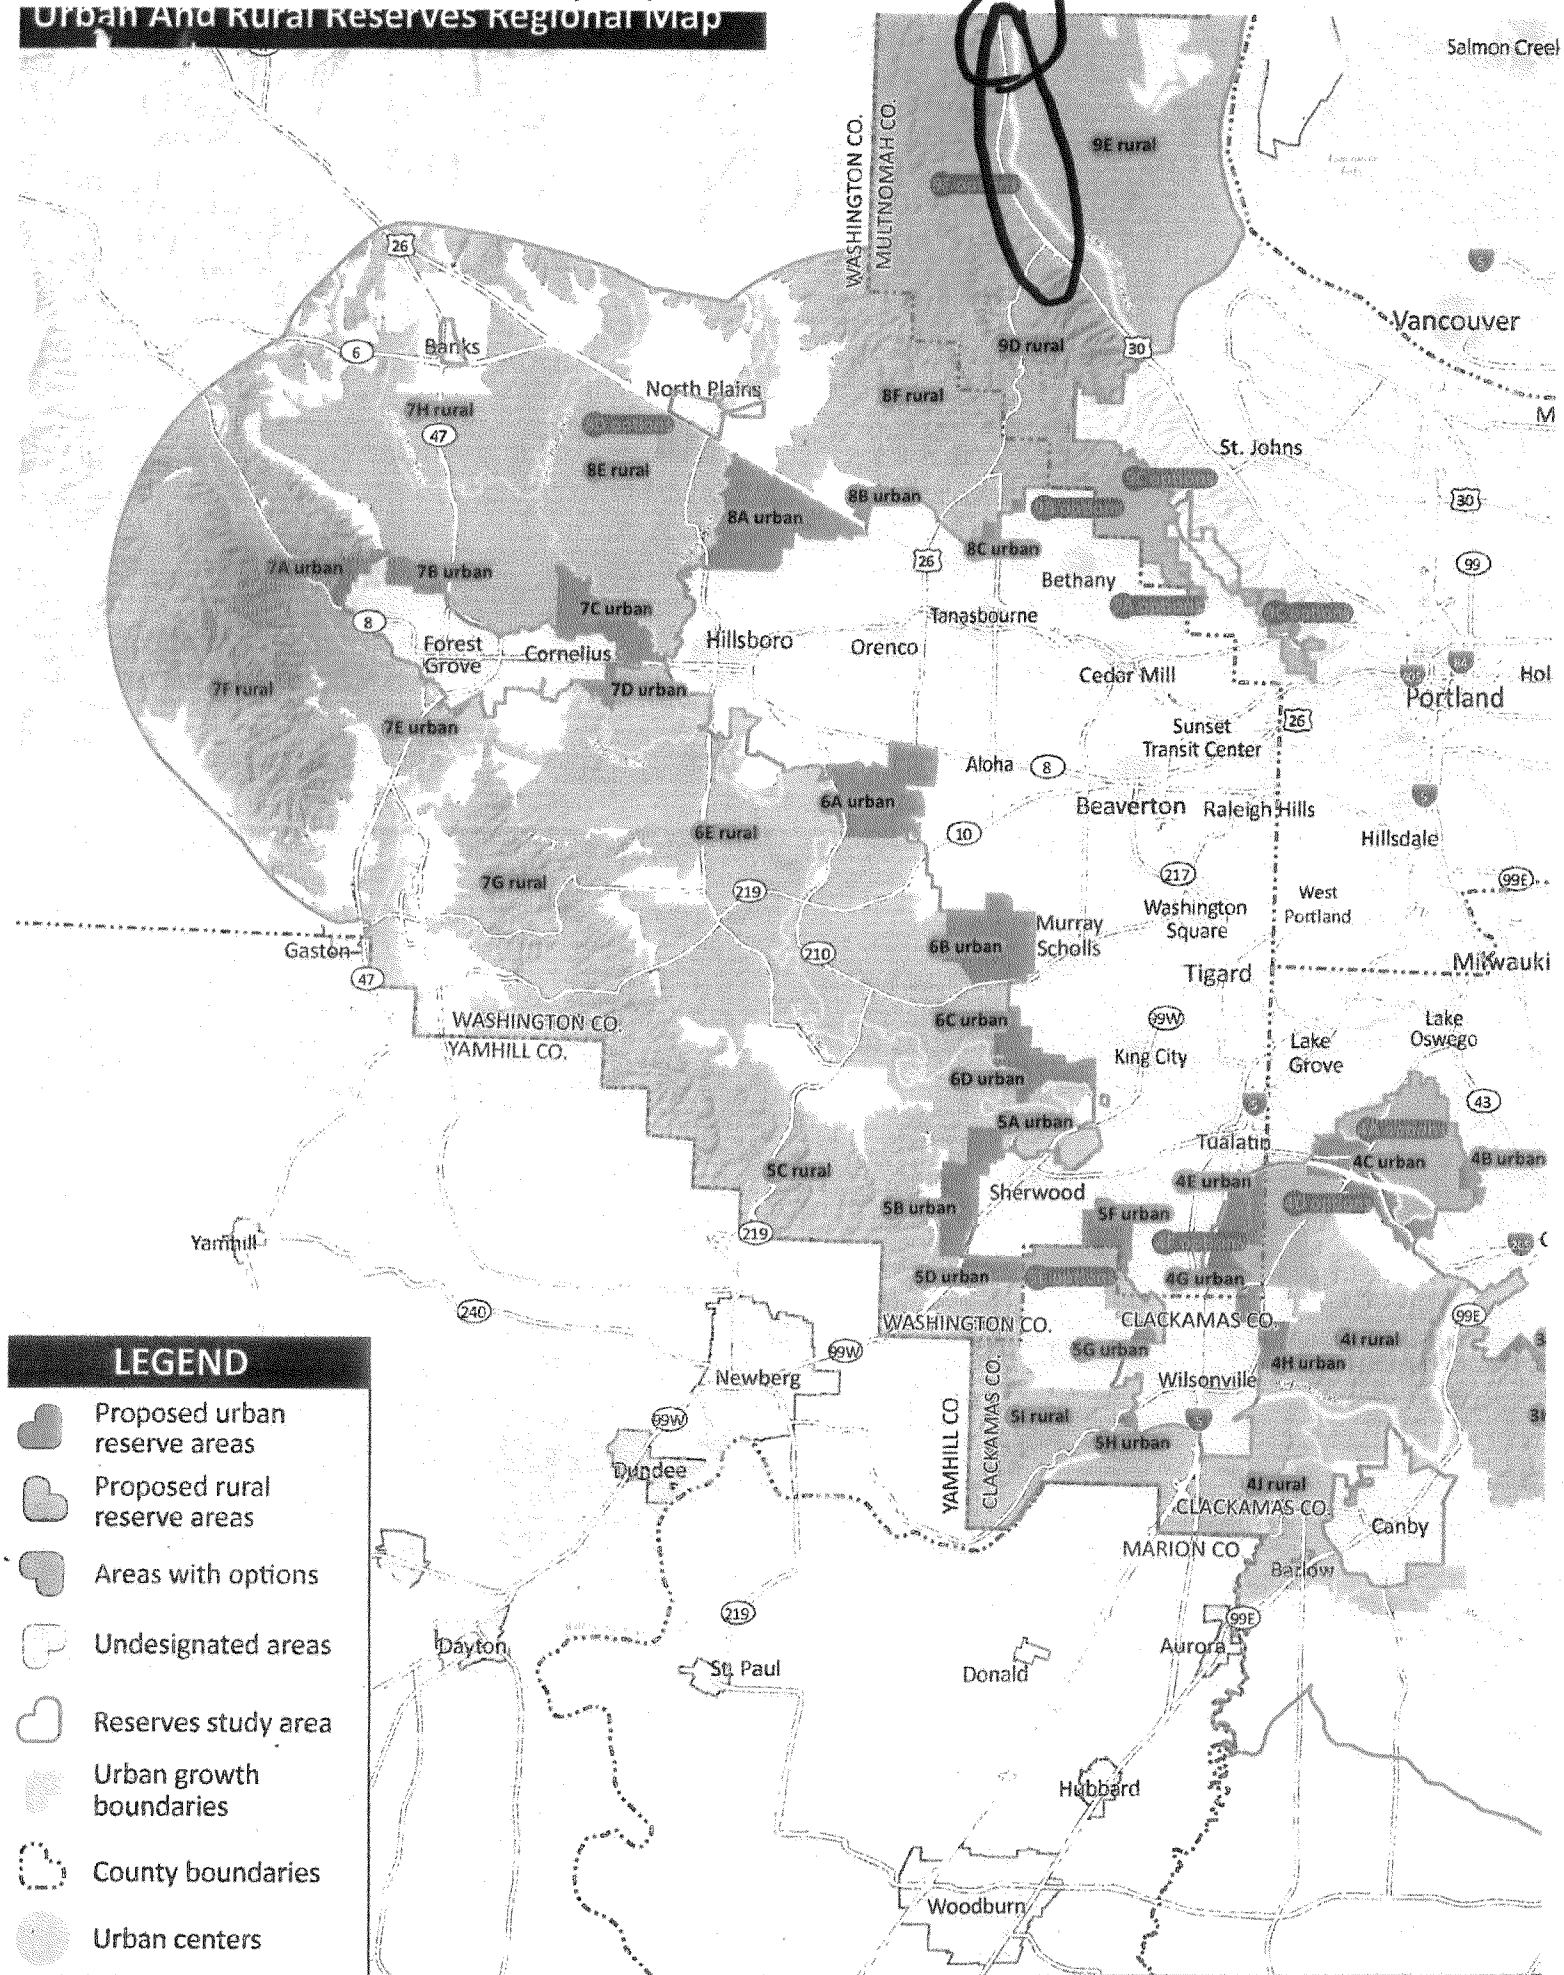 Urban And Rural Reserves Regional Map
Salmon Creek
WASHINGTON CO.
MULTNOMAH CO.
9E rural
26
Vancouver
6
Banks
9D rural
30
North Plains
7H rural
8F rural
47
M
St. Johns
8E rural
8B urban
30
8A urban
8C urban
26
99
7A urban
7B urban
Bethany
7C urban
Tanasbourne
8
Forest
Grove
Cornelius
Hillsboro
Orenco
Cedar Mill
Hol
7F rural
7D urban
Portland
7E urban
Sunset
Transit Center
26
Aloha
8
6A urban
Beaverton
Raleigh Hills
6E rural
10
Hillsdale
217
99E
7G rural
219
West
Portland
Washington
Square
Murray
Scholls
6B urban
Gaston
210
Tigard
Milwauki
47
WASHINGTON CO.
YAMHILL CO.
6C urban
99W
King City
Lake
Grove
Lake
Oswego
6D urban
43
5A urban
Tualatin
5C rural
4C urban
4B urban
4E urban
Sherwood
5B urban
5F urban
219
Yamhill
5D urban
4G urban
240
WASHINGTON CO.
CLACKAMAS CO.
99E
4I rural
99W
5G urban
4H urban
Newberg
Wilsonville
YAMHILL CO.
CLACKAMAS CO.
99W
5I rural
5H urban
Dundee
4J rural
CLACKAMAS CO.
Canby
MARION CO
Barlow
219
99E
Dayton
Aurora
St. Paul
Donald
Hubbard
Woodburn
LEGEND
Proposed urban
reserve areas
Proposed rural
reserve areas
Areas with options
Undesignated areas
Reserves study area
Urban growth
boundaries
County boundaries
Urban centers